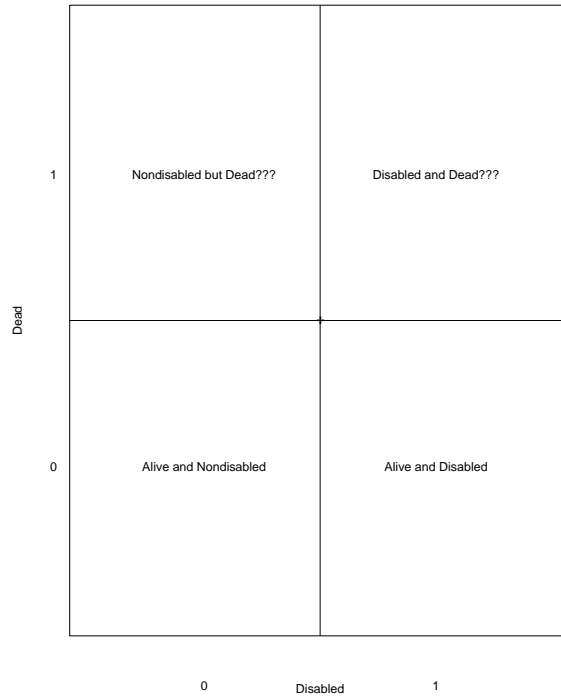 1
Nondisabled but Dead???
Disabled and Dead???
Dead
0
Alive and Nondisabled
Alive and Disabled
0
Disabled
1